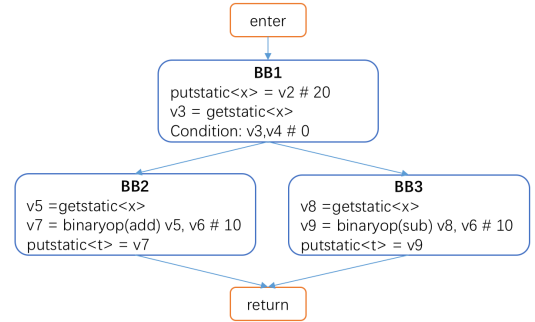 enter
BB1
putstatic<x> = v2 # 20
v3 = getstatic<x>
Condition: v3,v4 # 0
BB2
v5 =getstatic<x>
v7 = binaryop(add) v5, v6 # 10
putstatic<t> = v7
BB3
v8 =getstatic<x>
v9 = binaryop(sub) v8, v6 # 10
putstatic<t> = v9
return